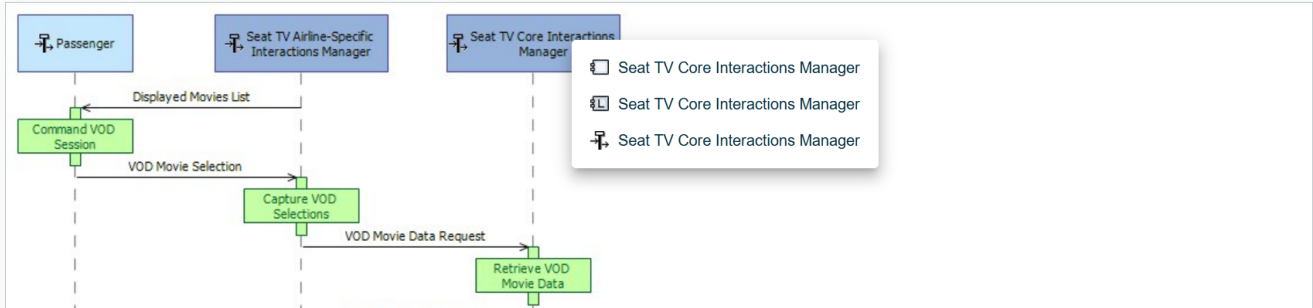 Passenger
Seat TV Airline-Specific
Interactions Manager
Seat TV Core Interactions
Manager
Seat TV Core Interactions Manager
L Seat TV Core Interactions Manager
Seat TV Core Interactions Manager
Displayed Movies List
Command VOD
Session
VOD Movie Selection
Capture VOD
Selections
VOD Movie Data Request
Retrieve VOD
Movie Data